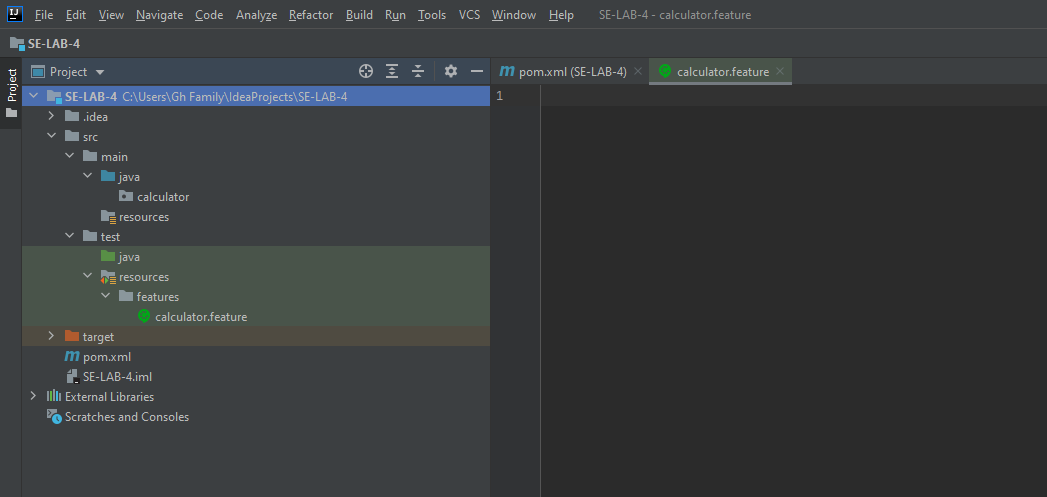 IJ File Edit View Navigate Code Analyze Refactor Build Run Tools VCS Window Help SE-LAB-4 - calculator.feature
SE-LAB-4
Project
Project
SE-LAB-4 C:\Users\Gh Family\IdeaProjects\SE-LAB-4
.idea
src
main
java
calculator
resources
test
java
resources
features
calculator.feature
target
m pom.xml
SE-LAB-4.iml
External Libraries
Scratches and Consoles
m pom.xml (SE-LAB-4) calculator.feature
1